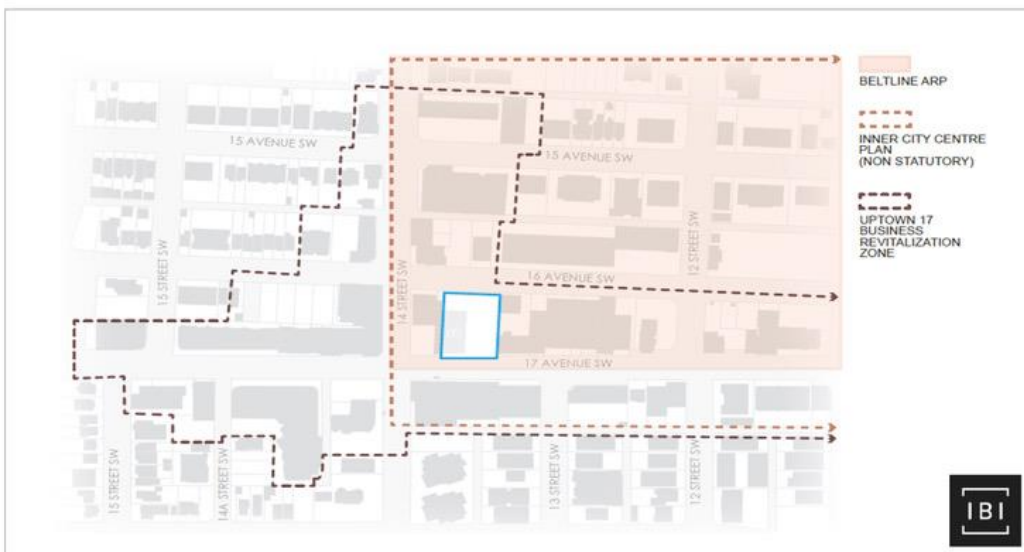 BELTLINE ARP
INNER CITY CENTRE
PLAN
(NON STATUTORY)
UPTOWN 17
BUSINESS
REVITALIZATION
ZONE
15 AVENUE SW
15 AVENUE SW
15 STREET SW
14 STREET SW
12 STREET SW
16 AVENUE SW
17 AVENUE SW
15 STREET SW
14A STREET SW
13 STREET SW
12 STREET SW
IBI